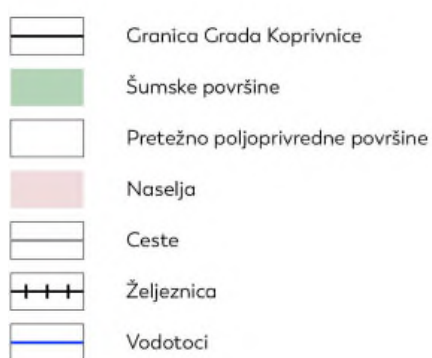 Granica Grada Koprivnice
Šumske površine
Pretežno poljoprivredne površine
Naselja
Ceste
Željeznica
Vodotoci